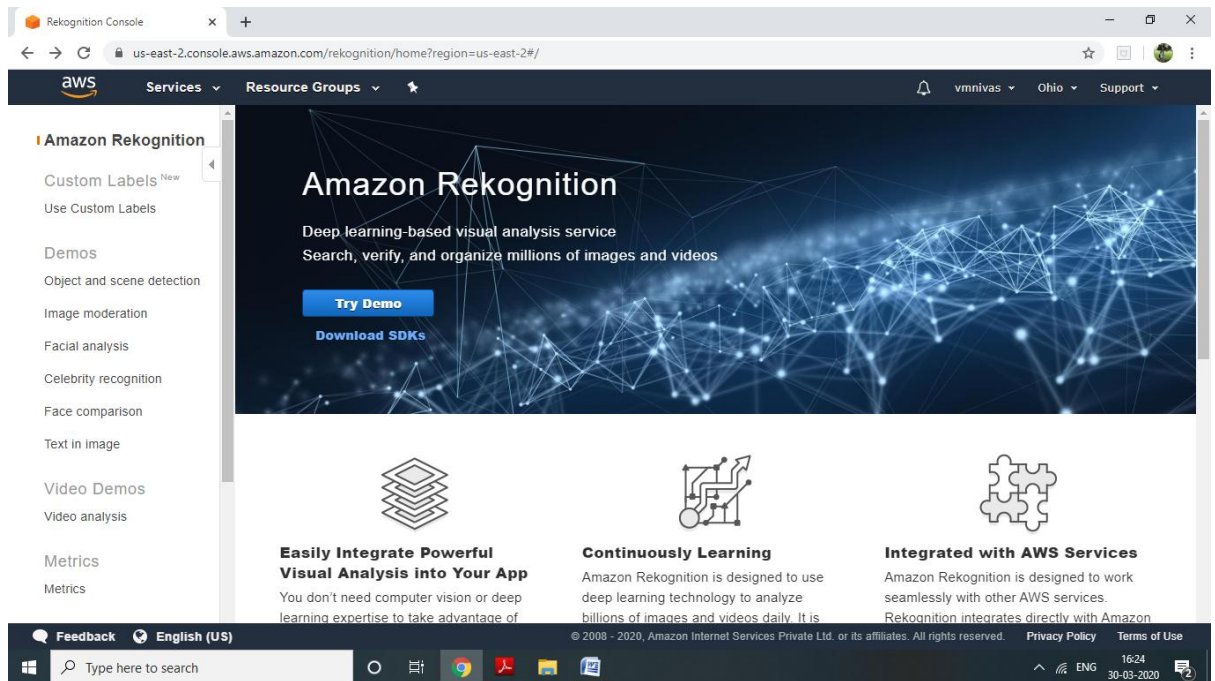 Rekognition Console
us-east-2.console.aws.amazon.com/rekognition/home?region=us-east-2#/
aws Services Resource Groups vmnivas Ohio Support
Amazon Rekognition
Custom Labels New
Use Custom Labels
Demos
Object and scene detection
Image moderation
Facial analysis
Celebrity recognition
Face comparison
Text in image
Video Demos
Video analysis
Metrics
Metrics
Amazon Rekognition
Deep learning-based visual analysis service
Search, verify, and organize millions of images and videos
Try Demo
Download SDKs
Easily Integrate Powerful
Visual Analysis into Your App
You don't need computer vision or deep
learning expertise to take advantage of
Continuously Learning
Amazon Rekognition is designed to use
deep learning technology to analyze
billions of images and videos daily. It is
Integrated with AWS Services
Amazon Rekognition is designed to work
seamlessly with other AWS services.
Rekognition integrates directly with Amazon
Feedback English (US) © 2008 - 2020, Amazon Internet Services Private Ltd. or its affiliates. All rights reserved. Privacy Policy Terms of Use
Type here to search
ENG
16:24
30-03-2020
2